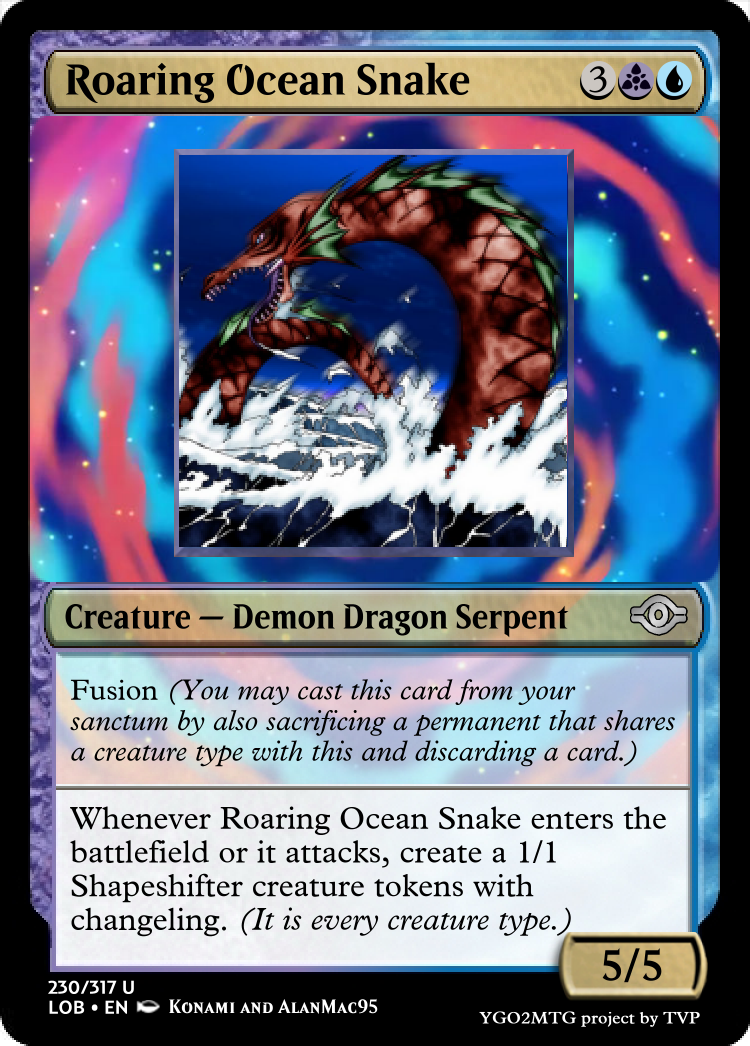 Roaring Ocean Snake 3
Creature — Demon Dragon Serpent
Fusion (You may cast this card from your
sanctum by also sacrificing a permanent that shares
a creature type with this and discarding a card.)
Whenever Roaring Ocean Snake enters the
battlefield or it attacks, create a 1/1
Shapeshifter creature tokens with
changeling. (It is every creature type.)
5/5
230/317 U
LOB • EN Konami and AlanMac95
YGO2MTG project by TVP